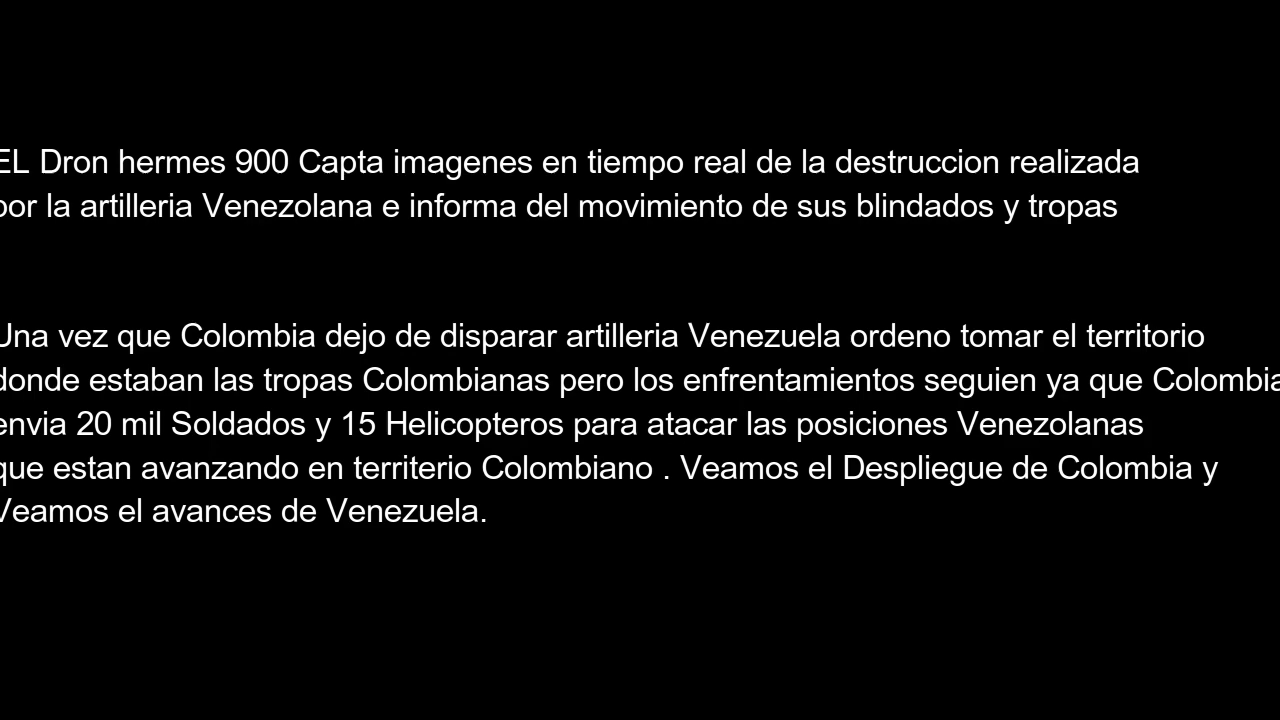 EL Dron hermes 900 Capta imagenes en tiempo real de la destruccion realizada
por la artilleria Venezolana e informa del movimiento de sus blindados y tropas
Una vez que Colombia dejo de disparar artilleria Venezuela ordeno tomar el territorio
donde estaban las tropas Colombianas pero los enfrentamientos seguien ya que Colombia
envia 20 mil Soldados y 15 Helicopteros para atacar las posiciones Venezolanas
que estan avanzando en territerio Colombiano . Veamos el Despliegue de Colombia y
Veamos el avances de Venezuela.